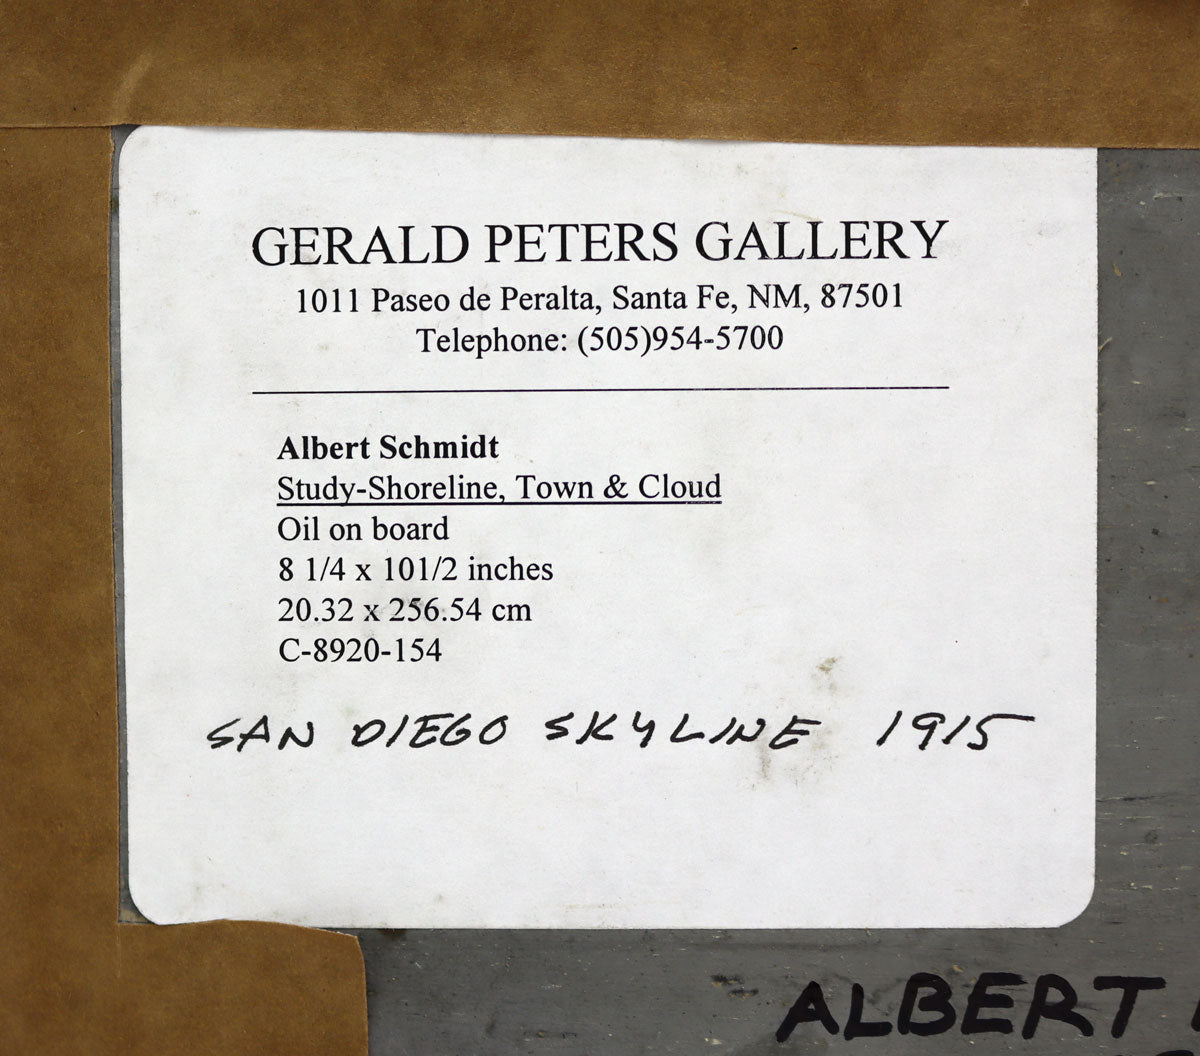 GERALD PETERS GALLERY
1011 Paseo de Peralta, Santa Fe, NM, 87501
Telephone: (505)954-5700
Albert Schmidt
Study-Shoreline, Town & Cloud
Oil on board
8 1/4 x 101/2 inches
20.32 x 256.54 cm
C-8920-154
SAN DIEGO SKYLINE 1915
ALBERT